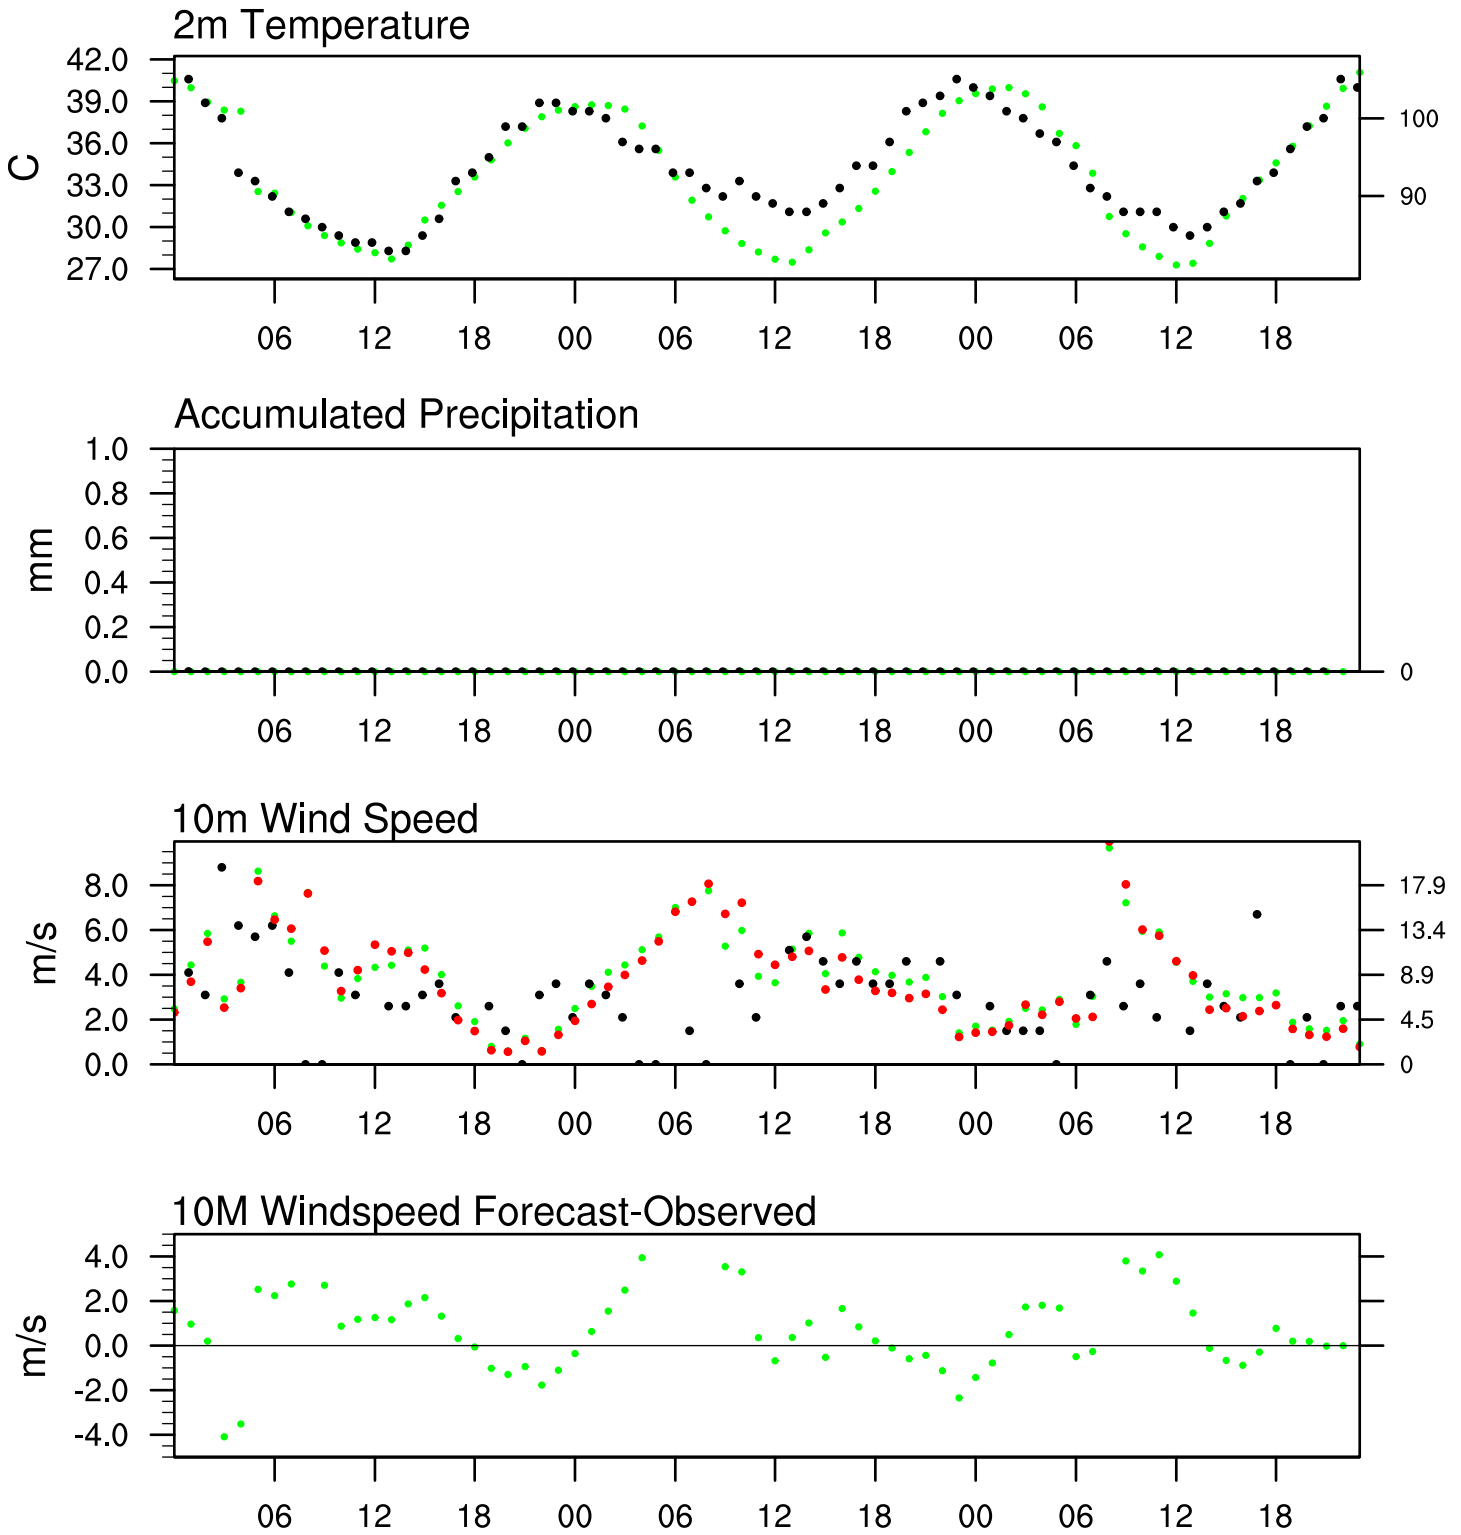 2m Temperature
42.0
39.0
36.0
33.0
30.0
27.0
C
100
90
06 12 18 00 06 12 18 00 06 12 18
Accumulated Precipitation
1.0
0.8
0.6
0.4
0.2
0.0
mm
0
06 12 18 00 06 12 18 00 06 12 18
10m Wind Speed
8.0
6.0
4.0
2.0
0.0
m/s
17.9
13.4
8.9
4.5
0
06 12 18 00 06 12 18 00 06 12 18
10M Windspeed Forecast-Observed
4.0
2.0
0.0
-2.0
-4.0
m/s
06 12 18 00 06 12 18 00 06 12 18